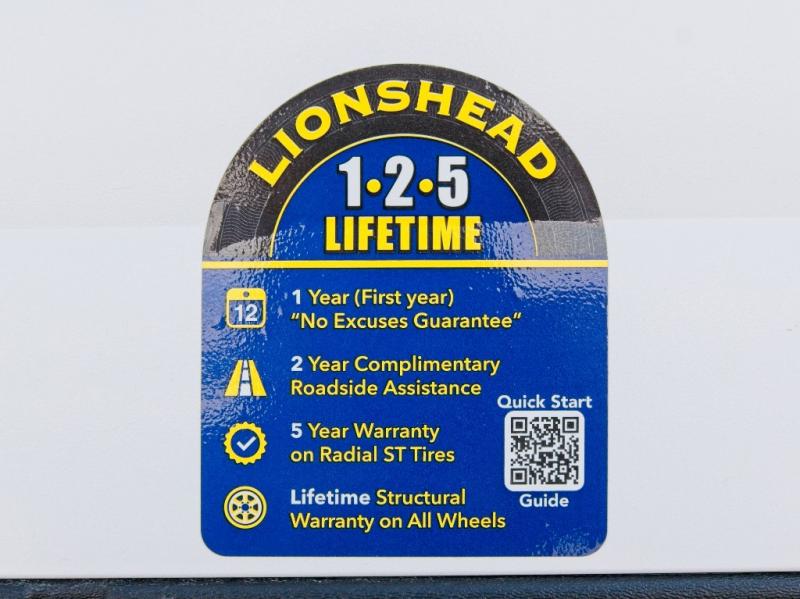 LIONSHEAD
1•2•5
LIFETIME
12
1 Year (First year)
“No Excuses Guarantee”
2 Year Complimentary
Roadside Assistance
5 Year Warranty
on Radial ST Tires
Lifetime Structural
Warranty on All Wheels
Quick Start
Guide